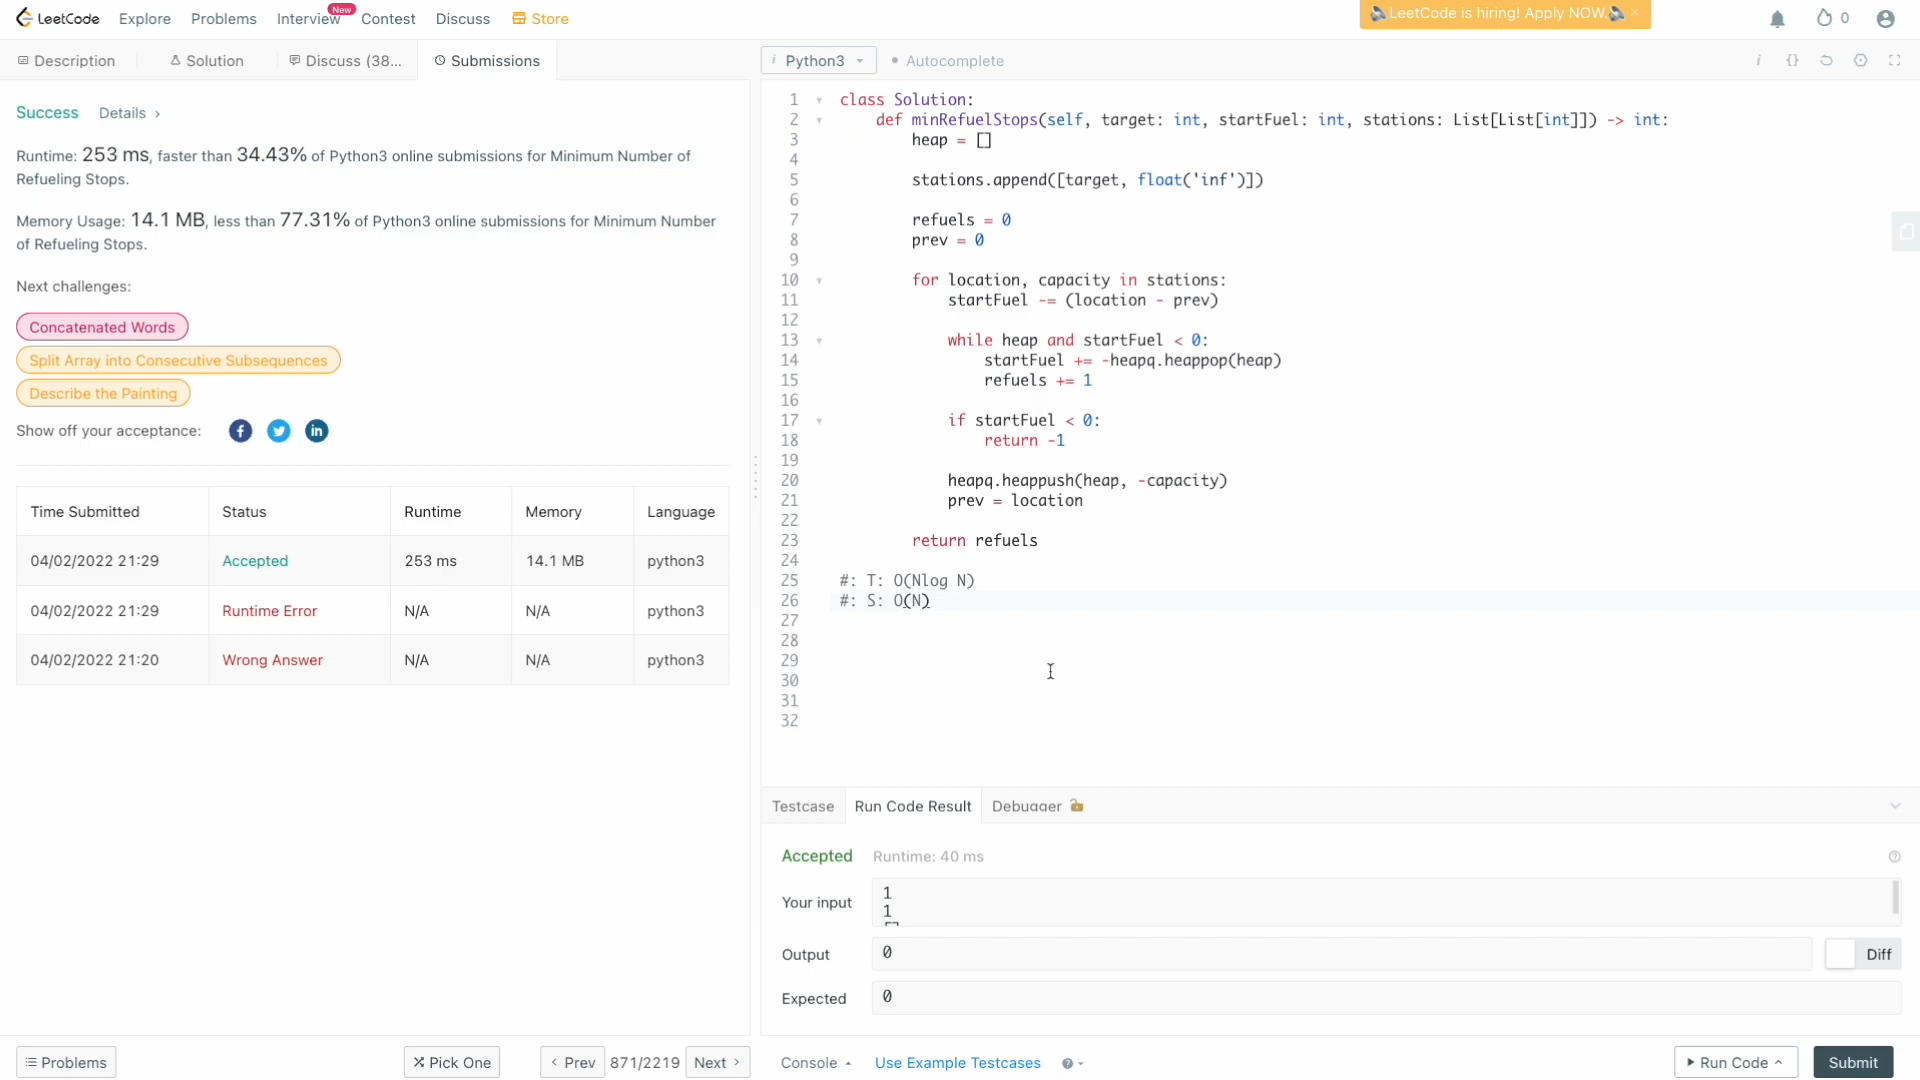 LeetCode Explore Problems Interview New Contest Discuss Store LeetCode is hiring! Apply NOW. × 0
Description Solution Discuss (38... Submissions
i Python3 Autocomplete i {}
Success Details >
Runtime: 253 ms, faster than 34.43% of Python3 online submissions for Minimum Number of
Refueling Stops.
Memory Usage: 14.1 MB, less than 77.31% of Python3 online submissions for Minimum Number
of Refueling Stops.
Next challenges:
Concatenated Words
Split Array into Consecutive Subsequences
Describe the Painting
Show off your acceptance:
Time Submitted Status Runtime Memory Language
04/02/2022 21:29 Accepted 253 ms 14.1 MB python3
04/02/2022 21:29 Runtime Error N/A N/A python3
04/02/2022 21:20 Wrong Answer N/A N/A python3
1 class Solution:
2 def minRefuelStops(self, target: int, startFuel: int, stations: List[List[int]]) -> int:
3 heap = []
4
5 stations.append([target, float('inf')])
6
7 refuels = 0
8 prev = 0
9
10 for location, capacity in stations:
11 startFuel -= (location - prev)
12
13 while heap and startFuel < 0:
14 startFuel += -heapq.heappop(heap)
15 refuels += 1
16
17 if startFuel < 0:
18 return -1
19
20 heapq.heappush(heap, -capacity)
21 prev = location
22
23 return refuels
24
25 #: T: O(Nlog N)
26 #: S: O(N)
27
28
29
30
31
32
Testcase Run Code Result Debugger
Accepted Runtime: 40 ms
Your input 1
1
Output 0 Diff
Expected 0
Problems Pick One < Prev 871/2219 Next > Console Use Example Testcases Run Code Submit